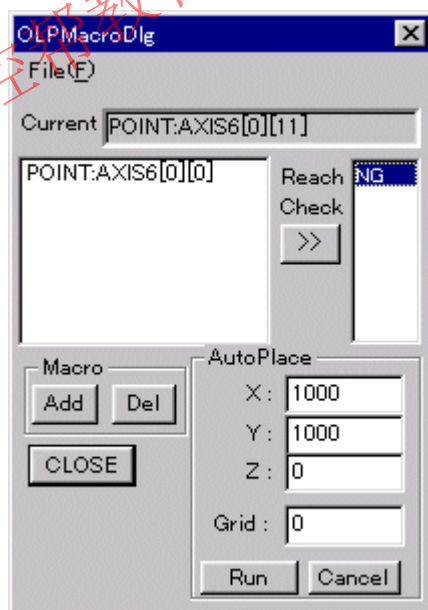 OLPMacroDlg
File(F)
Current POINT:AXIS6[0][11]
POINT:AXIS6[0][0]
Reach
Check
>>
NG
Macro
Add Del
CLOSE
AutoPlace
X : 1000
Y : 1000
Z : 0
Grid : 0
Run Cancel